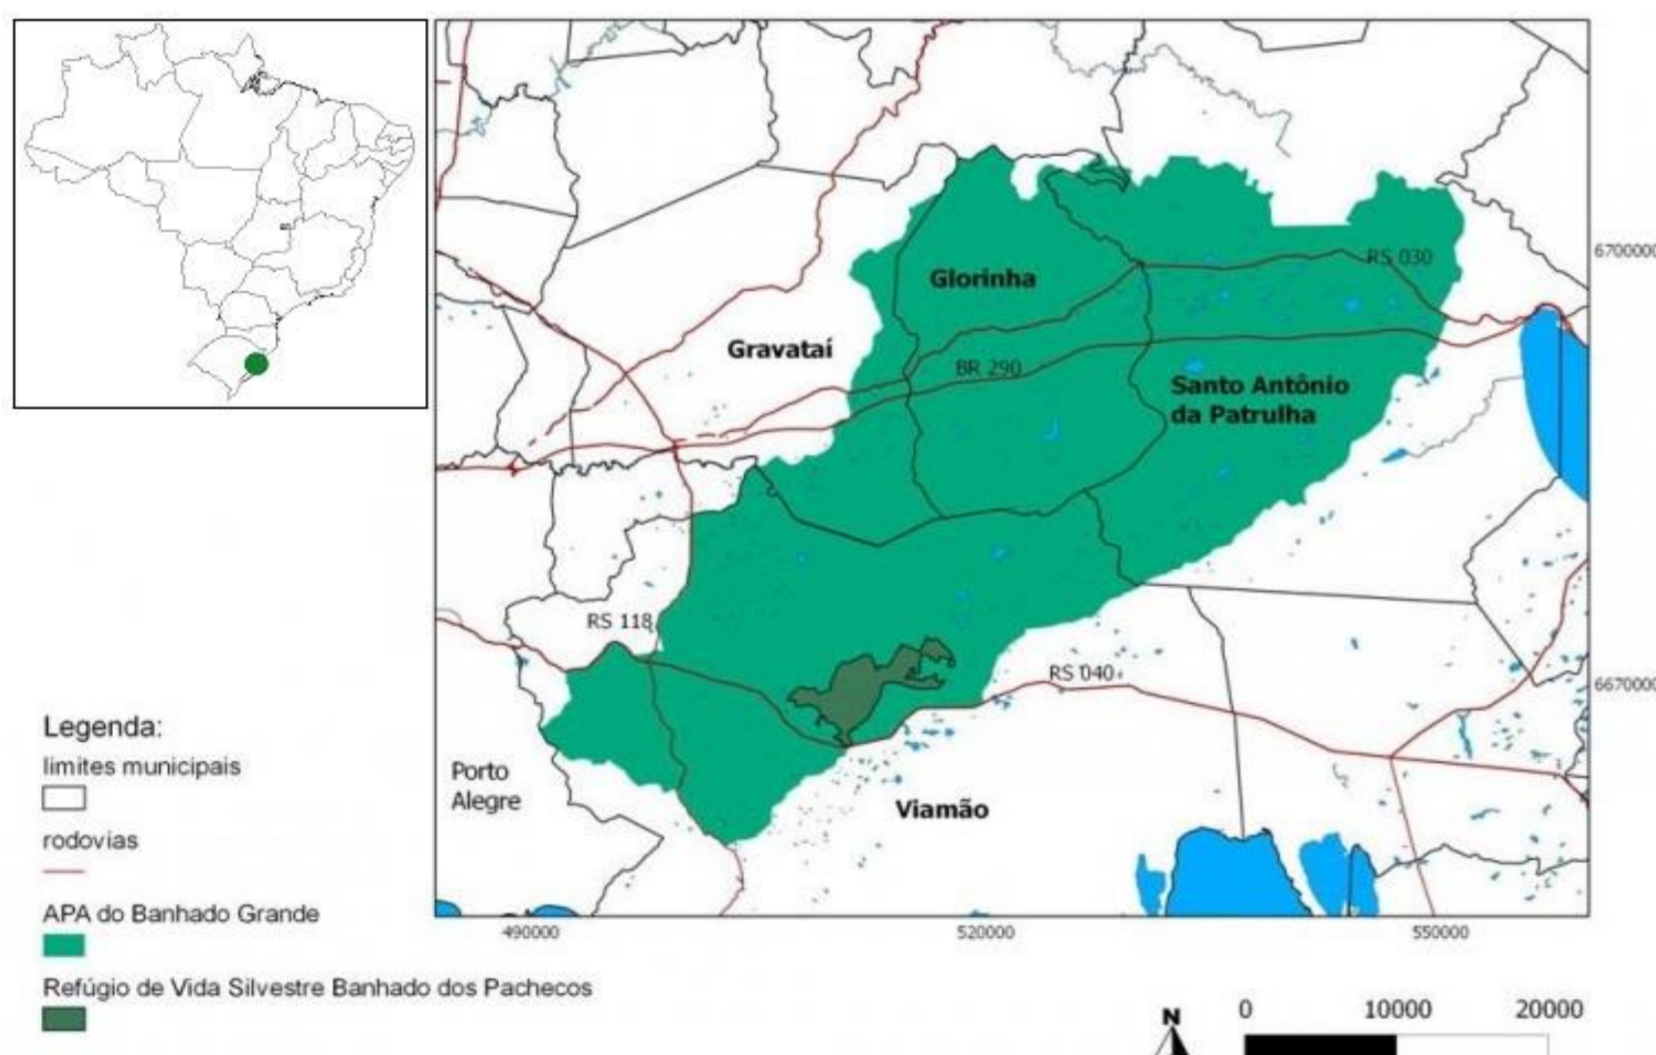 Glorinha
RS 030
6700000
Gravataí
BR 290
Santo Antônio
da Patrulha
RS 118
RS 040
6670000
Porto
Alegre
Viamão
490000
520000
550000
Legenda:
limites municipais
rodovias
APA do Banhado Grande
Refúgio de Vida Silvestre Banhado dos Pachecos
N
0 10000 20000